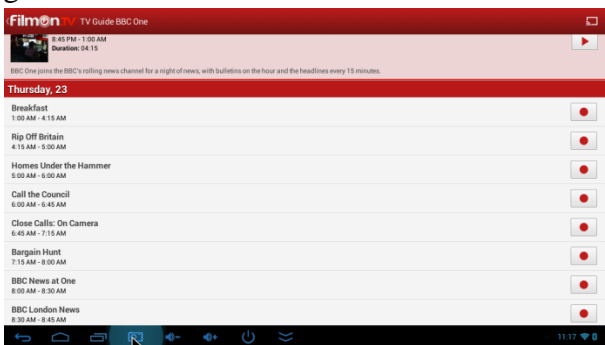 FilmOn.TV TV Guide BBC One
8:45 PM - 1:00 AM
Duration: 04:15
BBC One joins the BBC's rolling news channel for a night of news, with bulletins on the hour and the headlines every 15 minutes.
Thursday, 23
Breakfast
1:00 AM - 4:15 AM
Rip Off Britain
4:15 AM - 5:00 AM
Homes Under the Hammer
5:00 AM - 6:00 AM
Call the Council
6:00 AM - 6:45 AM
Close Calls: On Camera
6:45 AM - 7:15 AM
Bargain Hunt
7:15 AM - 8:00 AM
BBC News at One
8:00 AM - 8:30 AM
BBC London News
8:30 AM - 8:45 AM
11:17